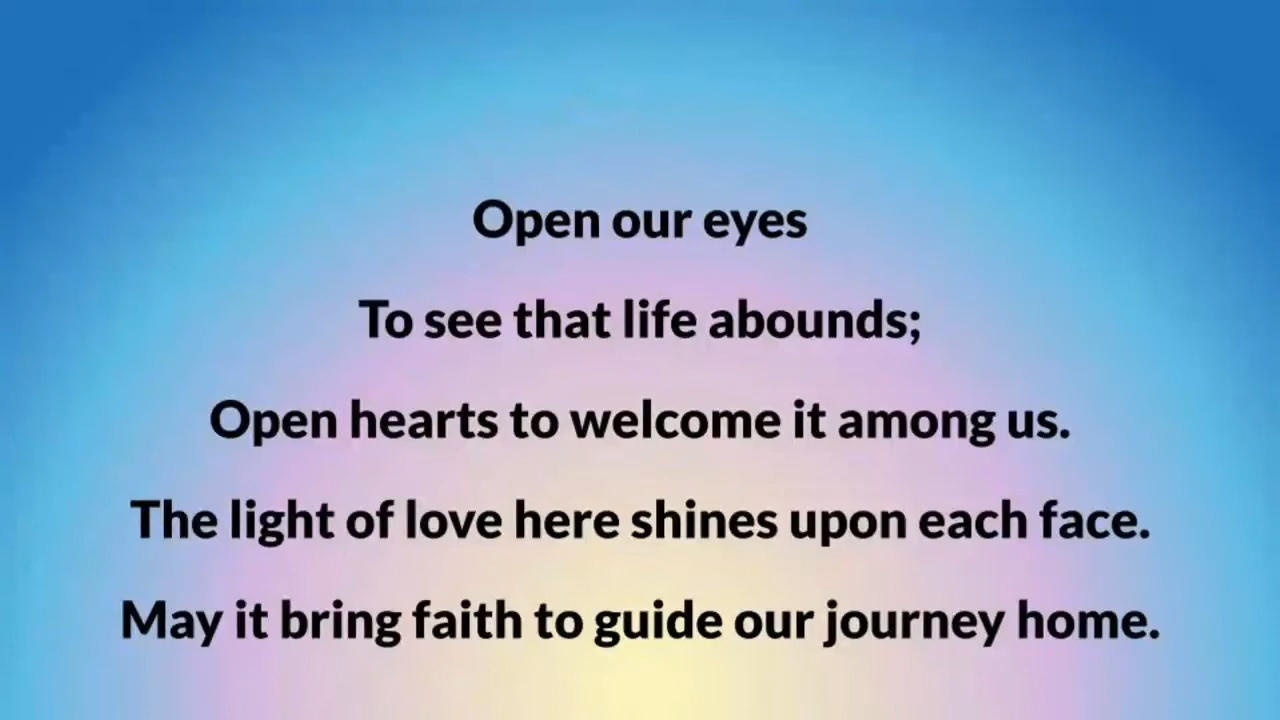 Open our eyes
To see that life abounds;
Open hearts to welcome it among us.
The light of love here shines upon each face.
May it bring faith to guide our journey home.